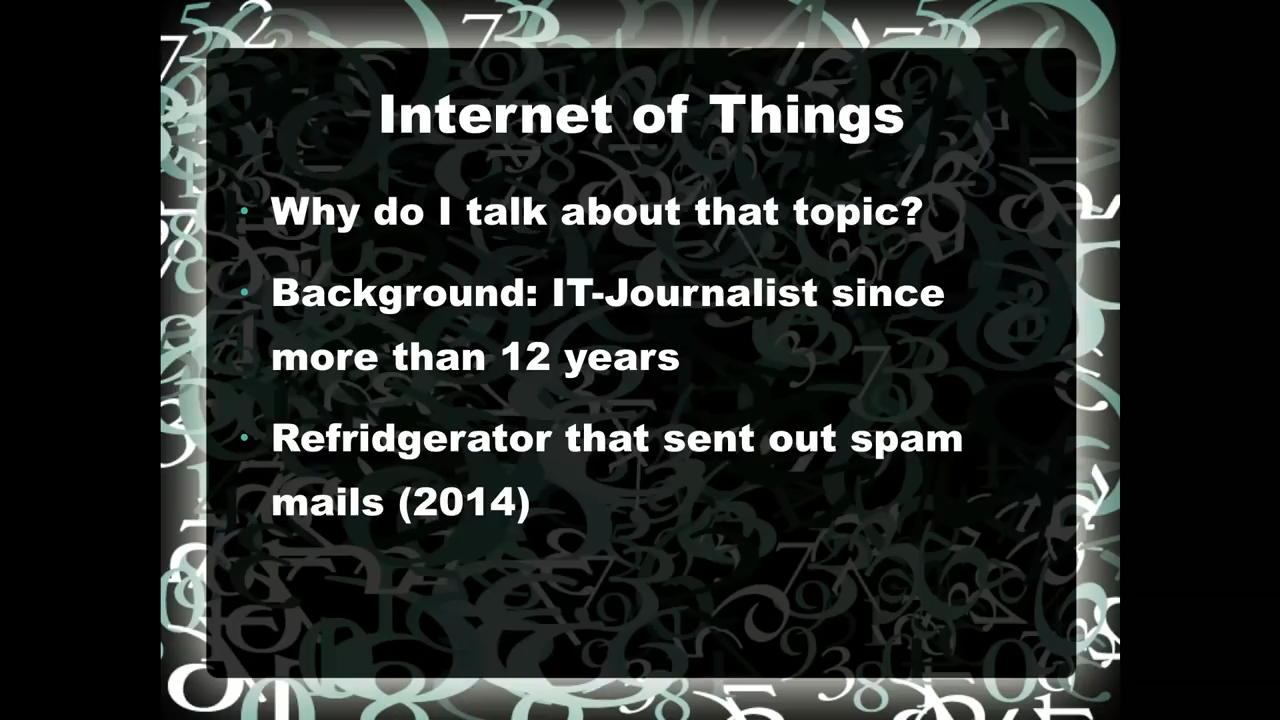 Internet of Things
• Why do I talk about that topic?
• Background: IT-Journalist since
more than 12 years
• Refridgerator that sent out spam
mails (2014)